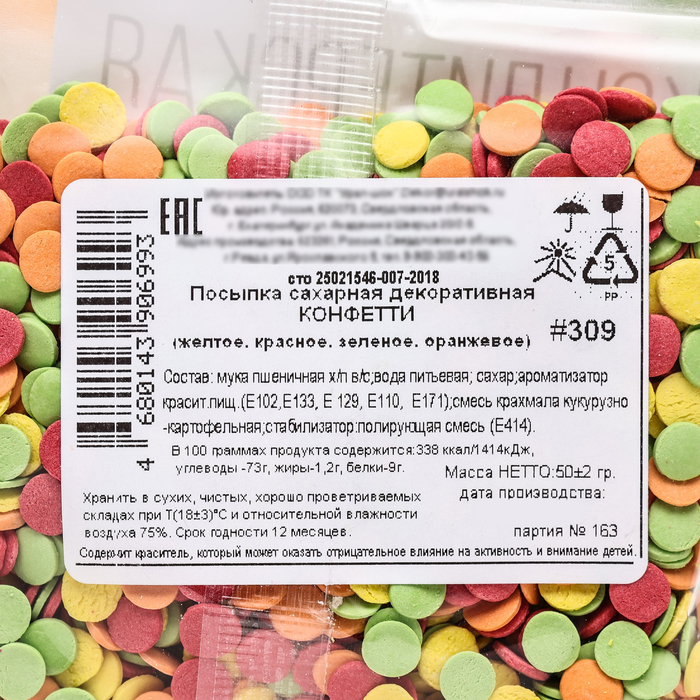 КОНДИТЕРСКАЯ
EAC
сто 25021546-007-2018
Посыпка сахарная декоративная
КОНФЕТТИ
(желтое, красное, зеленое, оранжевое)
#309
Состав: мука пшеничная х/п в/с;вода питьевая; сахар;ароматизатор
красит.пищ.(Е102,Е133, Е 129, Е110, Е171);смесь крахмала кукурузно
-картофельная;стабилизатор:полирующая смесь (Е414).
В 100 граммах продукта содержится:338 ккал/1414кДж,
углеводы -73г, жиры-1,2г, белки-9г.
Масса НЕТТО:50±2 гр.
дата производства:
Хранить в сухих, чистых, хорошо проветриваемых
складах при Т(18±3)°С и относительной влажности
воздуха 75%. Срок годности 12 месяцев.
партия № 163
Содержит краситель, который может оказать отрицательное влияние на активность и внимание детей.
4 680143 906993
5
PP